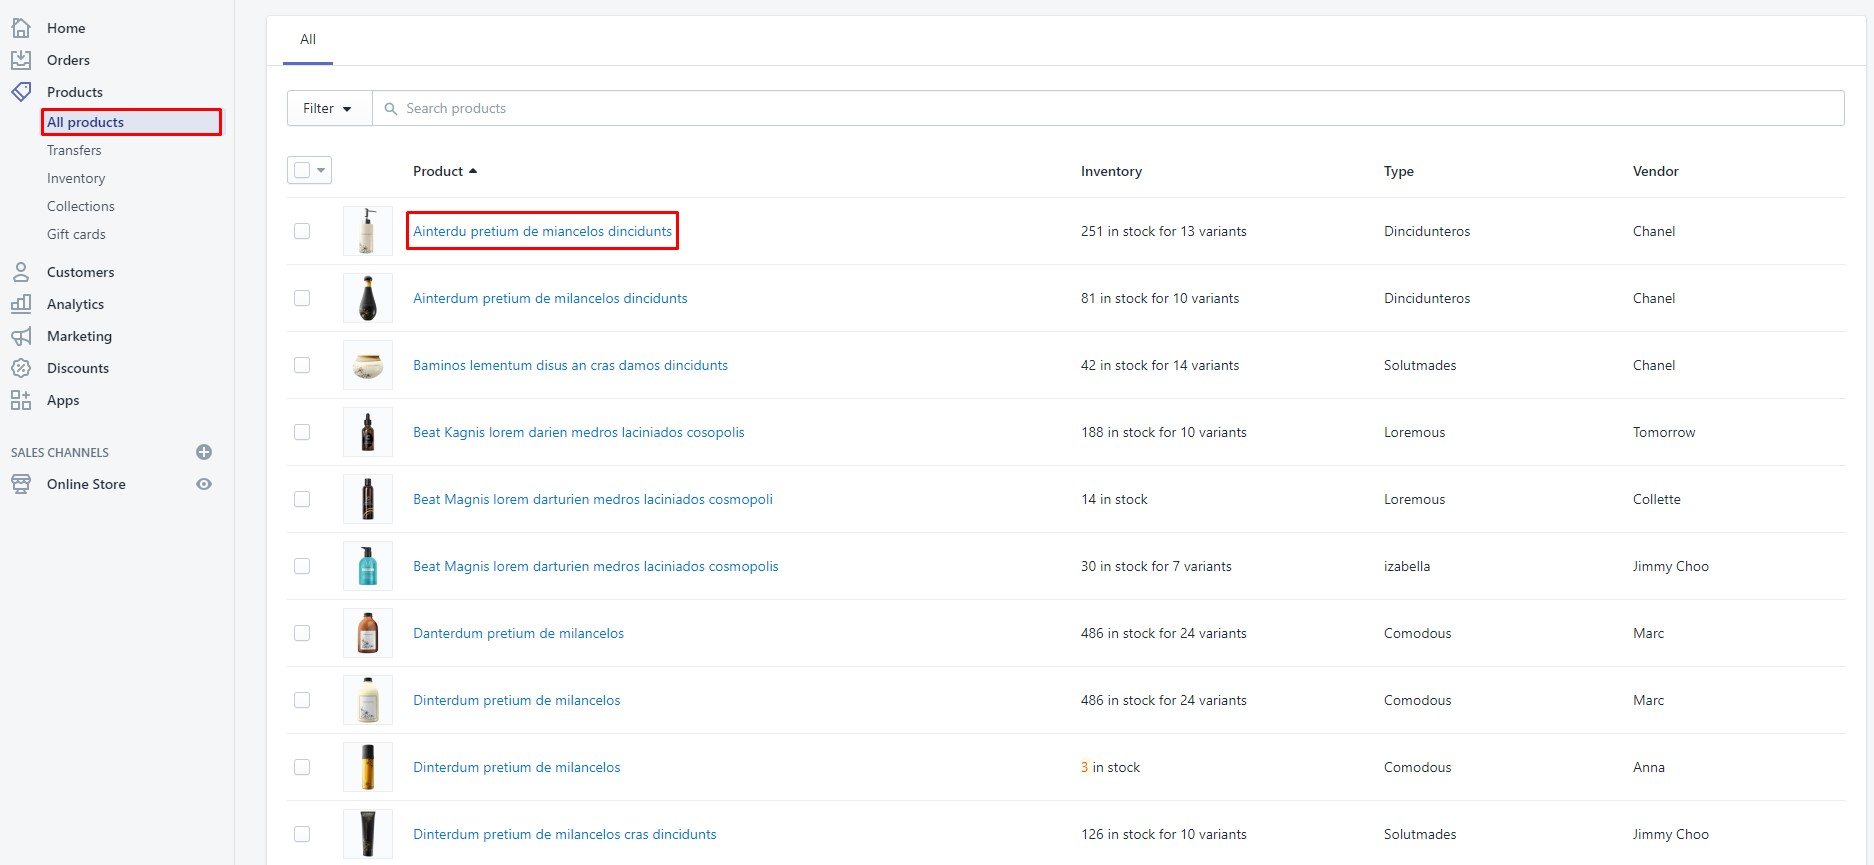 Home
Orders
Products
All products
Transfers
Inventory
Collections
Gift cards
Customers
Analytics
Marketing
Discounts
Apps
SALES CHANNELS
Online Store
All
Filter Search products
Product Inventory Type Vendor
Ainterdu pretium de miancelos dincidunts 251 in stock for 13 variants Dincidunteros Chanel
Ainterdum pretium de milancelos dincidunts 81 in stock for 10 variants Dincidunteros Chanel
Baminos lementum disus an cras damos dincidunts 42 in stock for 14 variants Solutmades Chanel
Beat Kagnis lorem darien medros laciniados cosopolis 188 in stock for 10 variants Loremous Tomorrow
Beat Magnis lorem darturien medros laciniados cosmopoli 14 in stock Loremous Collette
Beat Magnis lorem darturien medros laciniados cosmopolis 30 in stock for 7 variants izabella Jimmy Choo
Danterdum pretium de milancelos 486 in stock for 24 variants Comodous Marc
Dinterdum pretium de milancelos 486 in stock for 24 variants Comodous Marc
Dinterdum pretium de milancelos 3 in stock Comodous Anna
Dinterdum pretium de milancelos cras dincidunts 126 in stock for 10 variants Solutmades Jimmy Choo